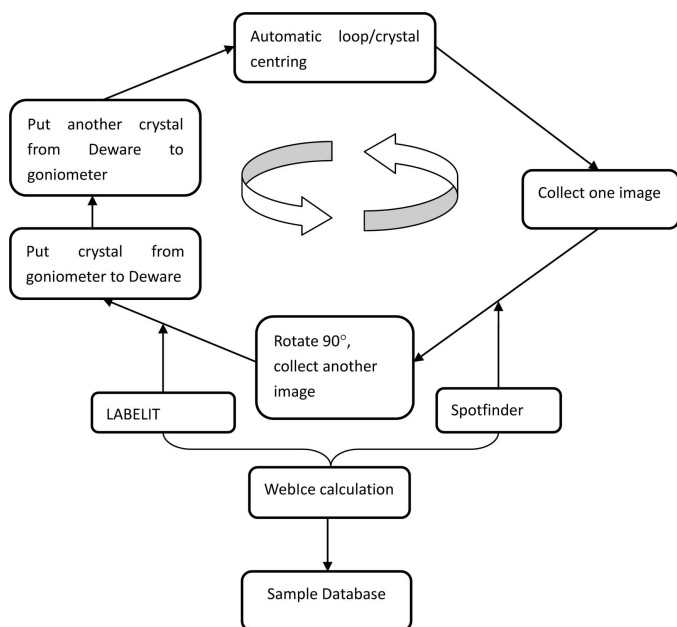 Automatic loop/crystal
centring
Put another crystal
from Deware to
goniometer
Collect one image
Put crystal from
goniometer to Deware
Rotate 90°,
collect another
image
LABELIT
Spotfinder
WebIce calculation
Sample Database